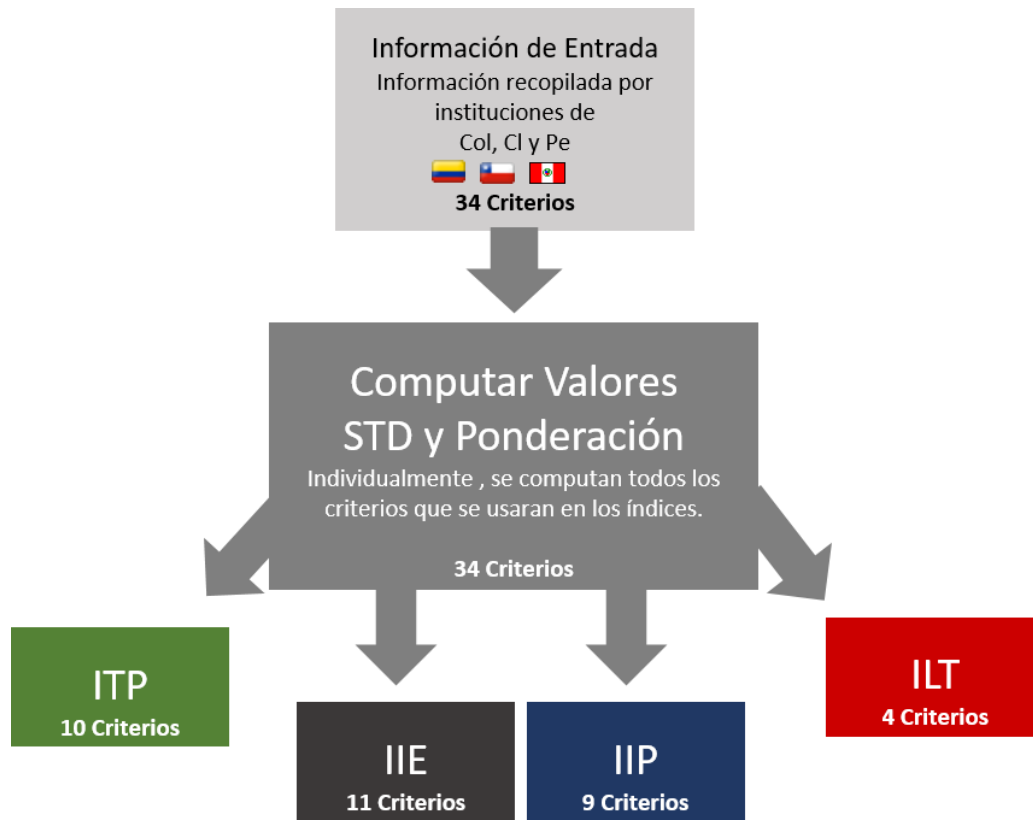 Información de Entrada
Información recopilada por
instituciones de
Col, Cl y Pe
34 Criterios
Computar Valores
STD y Ponderación
Individualmente , se computan todos los
criterios que se usaran en los índices.
34 Criterios
ITP
10 Criterios
IIE
11 Criterios
IIP
9 Criterios
ILT
4 Criterios